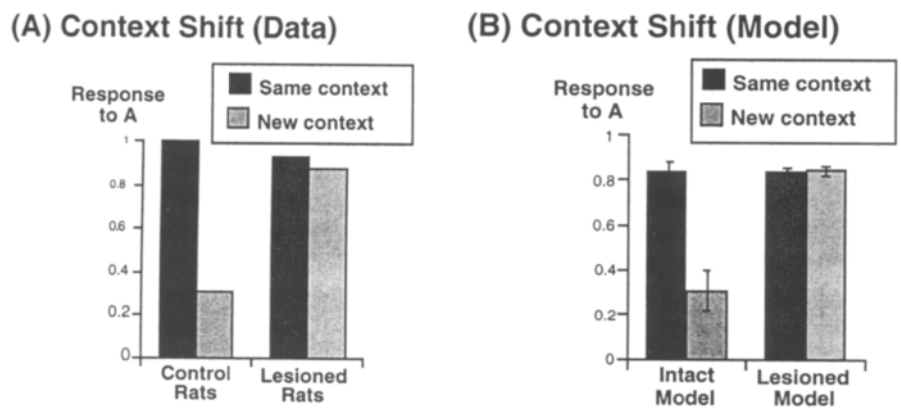 (A) Context Shift (Data)
Same context
New context
Response
to A
1
0.8
0.6
0.4
0.2
0
Control
Rats
Lesioned
Rats
(B) Context Shift (Model)
Same context
New context
Response
to A
1
0.8
0.6
0.4
0.2
0
Intact
Model
Lesioned
Model